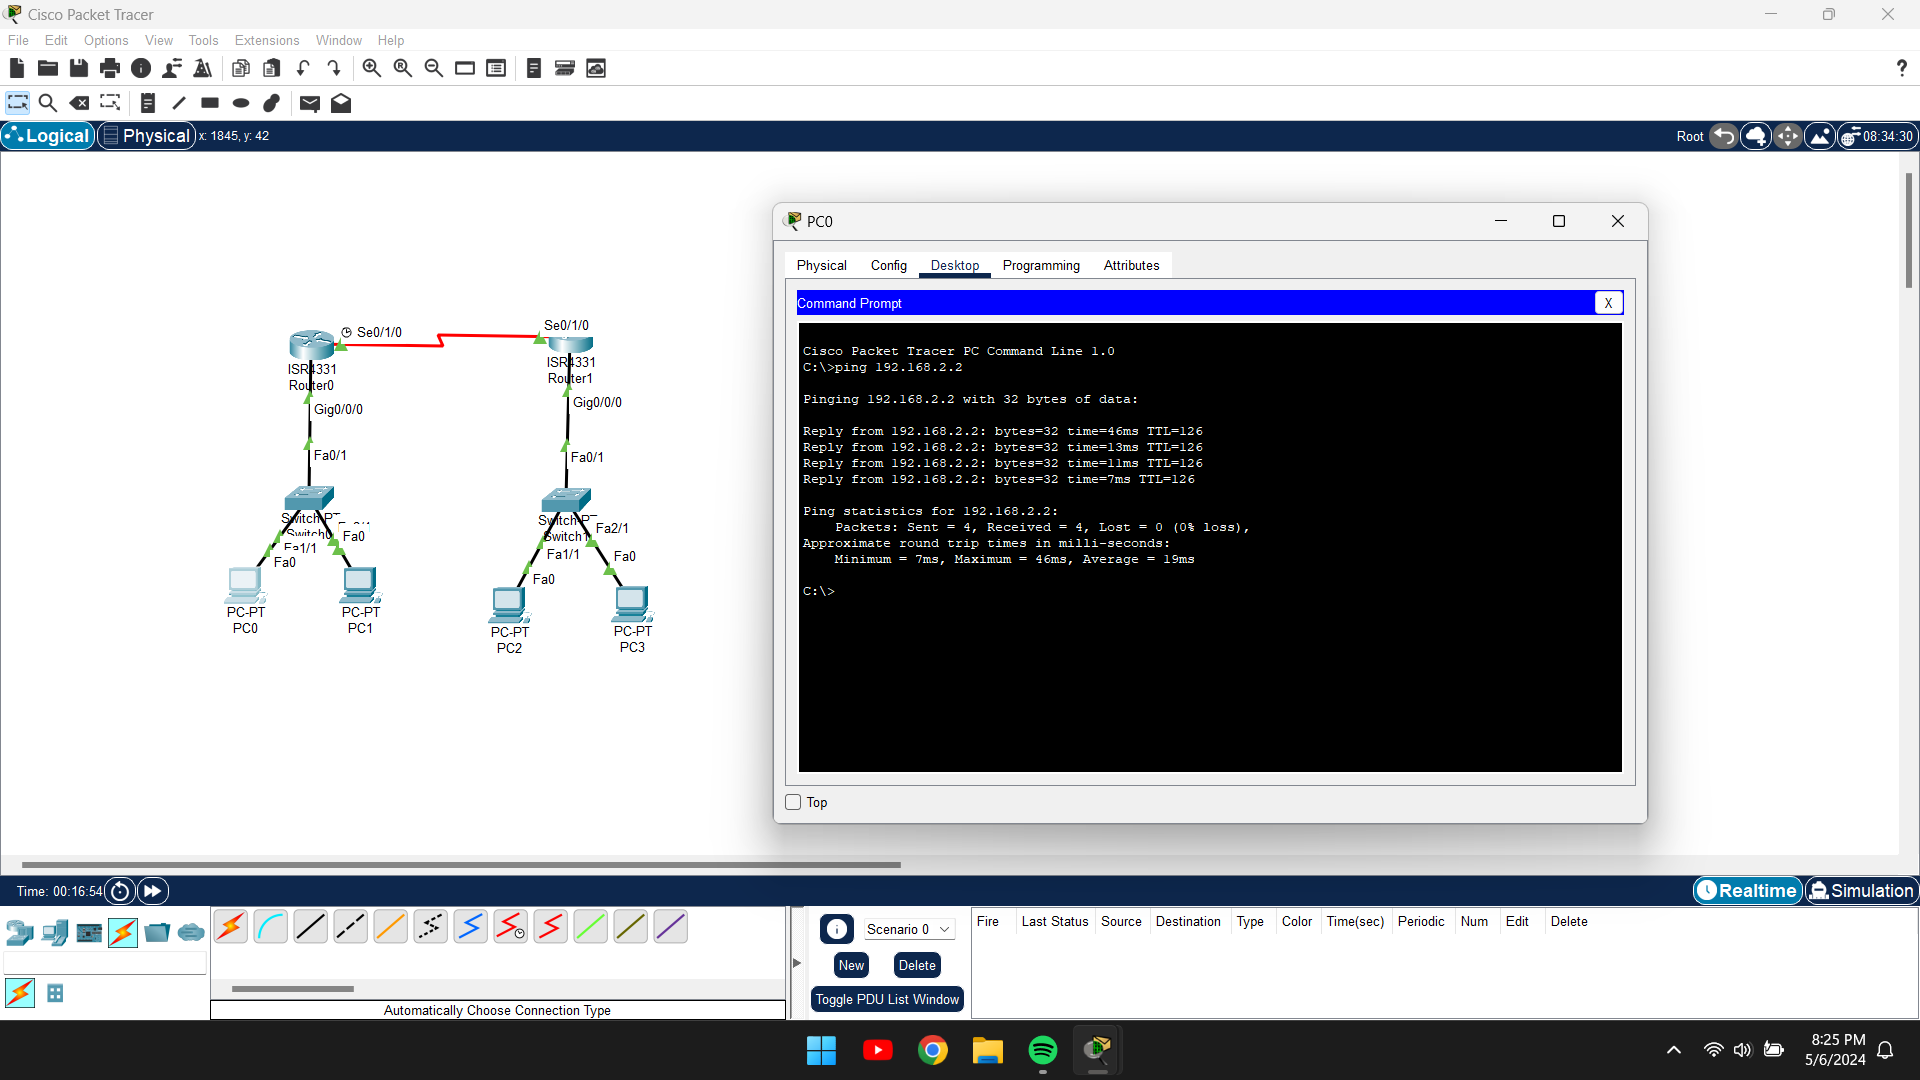 Cisco Packet Tracer
File Edit Options View Tools Extensions Window Help
?
Logical Physical x: 1845, y: 42
Root 08:34:30
PC0
Physical Config Desktop Programming Attributes
Command Prompt
X
Cisco Packet Tracer PC Command Line 1.0
C:\>ping 192.168.2.2
Pinging 192.168.2.2 with 32 bytes of data:
Reply from 192.168.2.2: bytes=32 time=46ms TTL=126
Reply from 192.168.2.2: bytes=32 time=13ms TTL=126
Reply from 192.168.2.2: bytes=32 time=11ms TTL=126
Reply from 192.168.2.2: bytes=32 time=7ms TTL=126
Ping statistics for 192.168.2.2:
Packets: Sent = 4, Received = 4, Lost = 0 (0% loss),
Approximate round trip times in milli-seconds:
Minimum = 7ms, Maximum = 46ms, Average = 19ms
C:\>
Top
Se0/1/0
ISR4331
Router0
Gig0/0/0
Fa0/1
Switch-PT
Switch0
Fa1/1
Fa0
Fa0
PC-PT
PC0
PC-PT
PC1
Se0/1/0
ISR4331
Router1
Gig0/0/0
Fa0/1
Switch-PT
Switch1
Fa2/1
Fa1/1
Fa0
Fa0
PC-PT
PC2
PC-PT
PC3
Time: 00:16:54
Realtime Simulation
Automatically Choose Connection Type
Scenario 0
New Delete
Toggle PDU List Window
Fire Last Status Source Destination Type Color Time(sec) Periodic Num Edit Delete
8:25 PM
5/6/2024